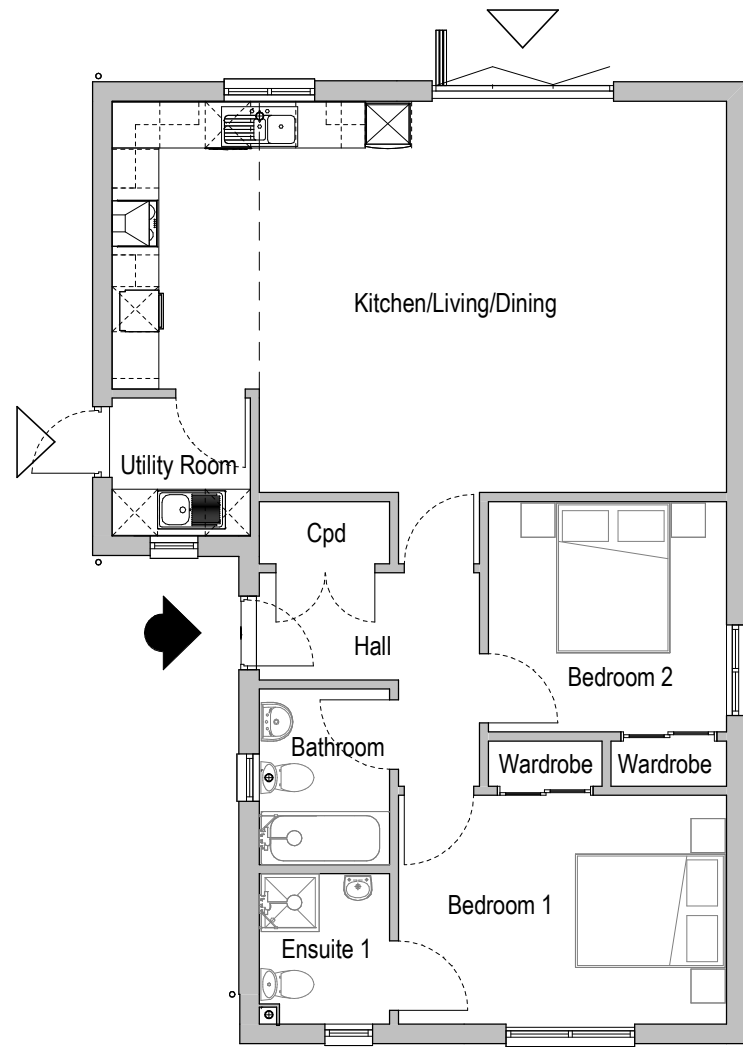 Kitchen/Living/Dining
Utility Room
Cpd
Hall
Bedroom 2
Bathroom
Wardrobe
Wardrobe
Bedroom 1
Ensuite 1